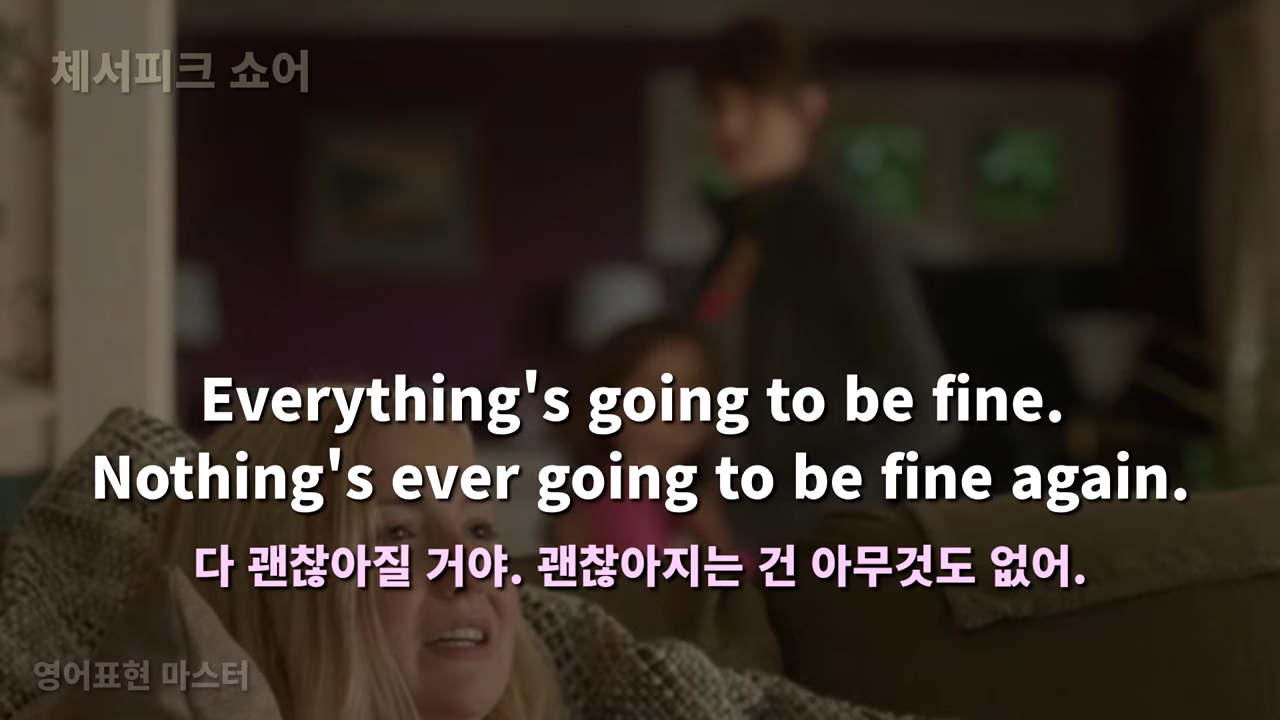 체서피크 쇼어
Everything's going to be fine.
Nothing's ever going to be fine again.
다 괜찮아질 거야. 괜찮아지는 건 아무것도 없어.
영어표현 마스터